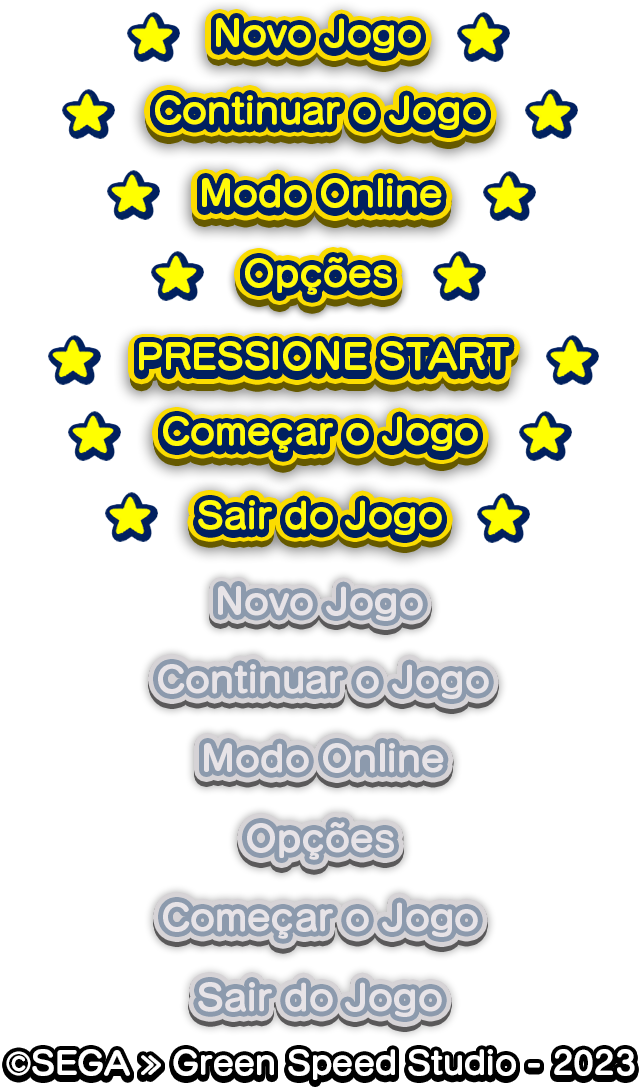 Novo Jogo
Continuar o Jogo
Modo Online
Opções
PRESSIONE START
Começar o Jogo
Sair do Jogo
Novo Jogo
Continuar o Jogo
Modo Online
Opções
Começar o Jogo
Sair do Jogo
©SEGA » Green Speed Studio - 2023